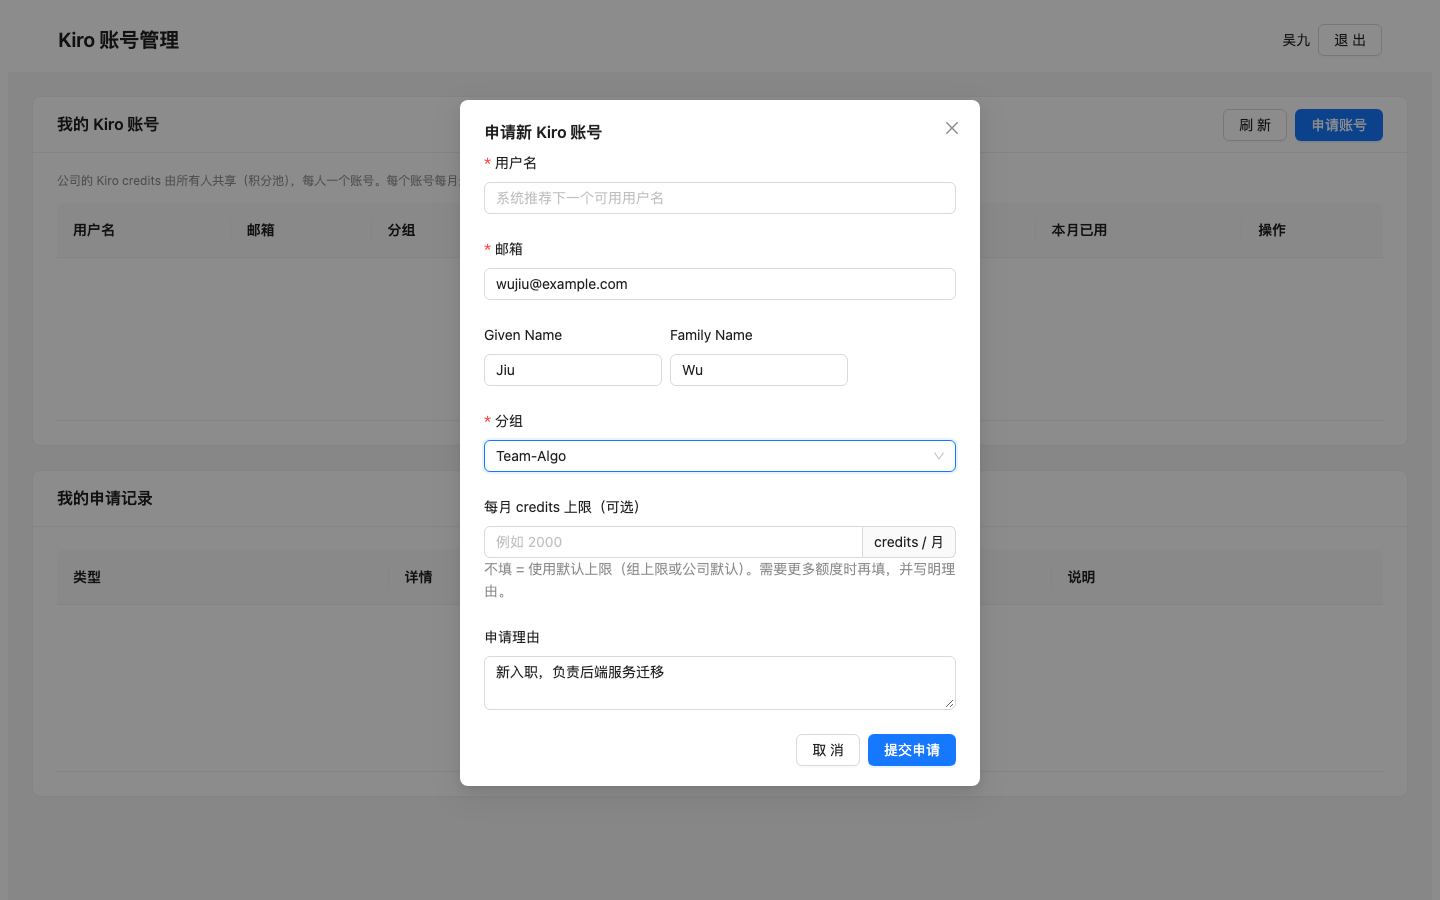 Kiro 账号管理
吴九
退 出
我的 Kiro 账号
刷 新
申请账号
公司的 Kiro credits 由所有人共享（积分池），每人一个账号。每个账号每月
用户名
邮箱
分组
本月已用
操作
我的申请记录
类型
详情
说明
申请新 Kiro 账号
* 用户名
系统推荐下一个可用用户名
* 邮箱
wujiu@example.com
Given Name
Family Name
Jiu
Wu
* 分组
Team-Algo
每月 credits 上限（可选）
例如 2000
credits / 月
不填 = 使用默认上限（组上限或公司默认）。需要更多额度时再填，并写明理
由。
申请理由
新入职，负责后端服务迁移
取 消
提交申请